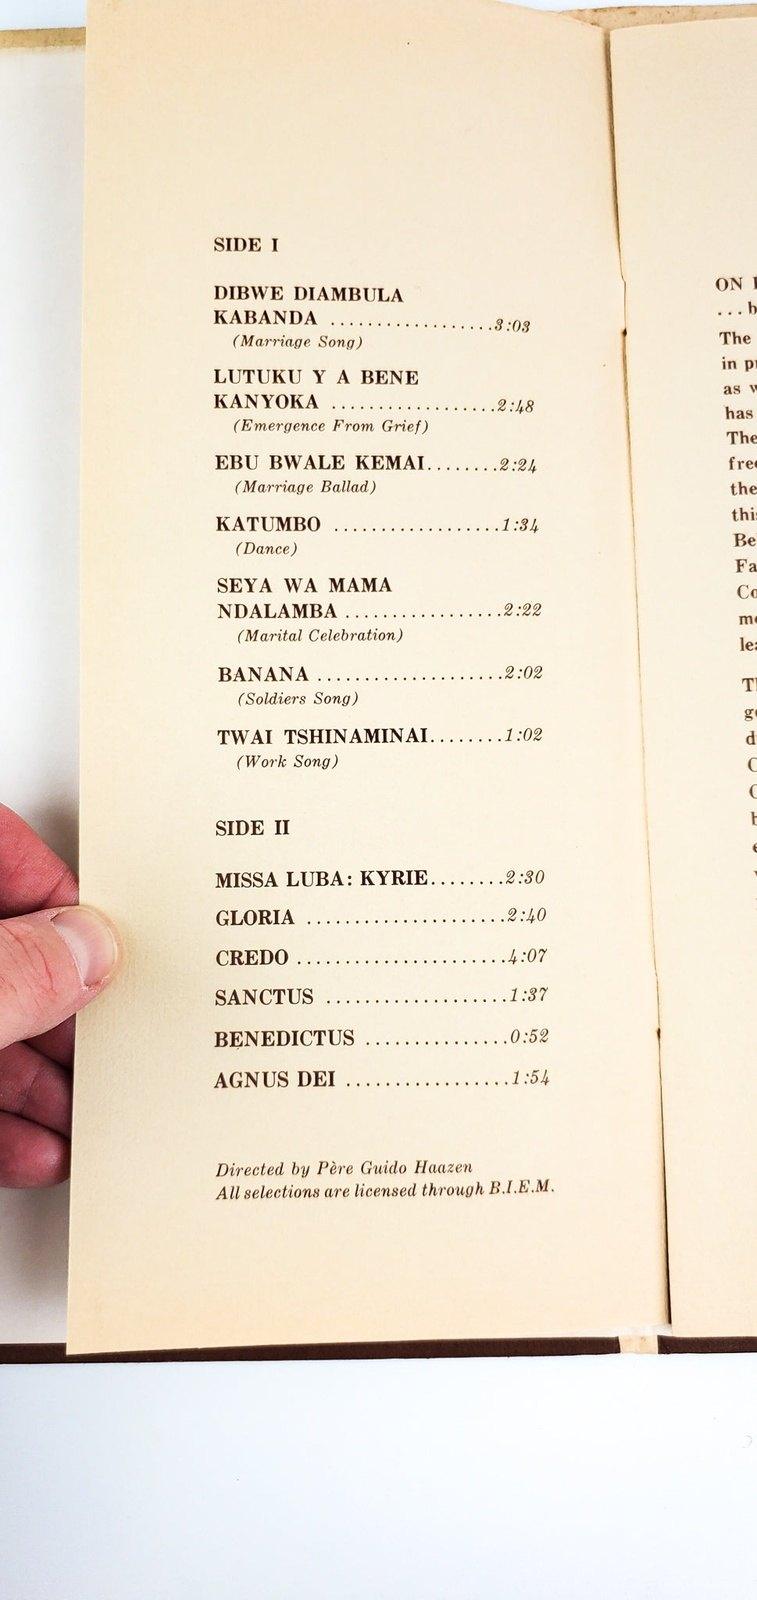 SIDE I
DIBWE DIAMBULA
KABANDA ..................3:03
(Marriage Song)
LUTUKU Y A BENE
KANYOKA ..................2:48
(Emergence From Grief)
EBU BWALE KEMAI........2:24
(Marriage Ballad)
KATUMBO ..................1:34
(Dance)
SEYA WA MAMA
NDALAMBA .................2:22
(Marital Celebration)
BANANA ....................2:02
(Soldiers Song)
TWAI TSHINAMINAI........1:02
(Work Song)
SIDE II
MISSA LUBA: KYRIE........2:30
GLORIA .....................2:40
CREDO ......................4:07
SANCTUS ...................1:37
BENEDICTUS ...............0:52
AGNUS DEI .................1:54
Directed by Père Guido Haazen
All selections are licensed through B.I.E.M.
ON
...
The
in
as
has
The
the